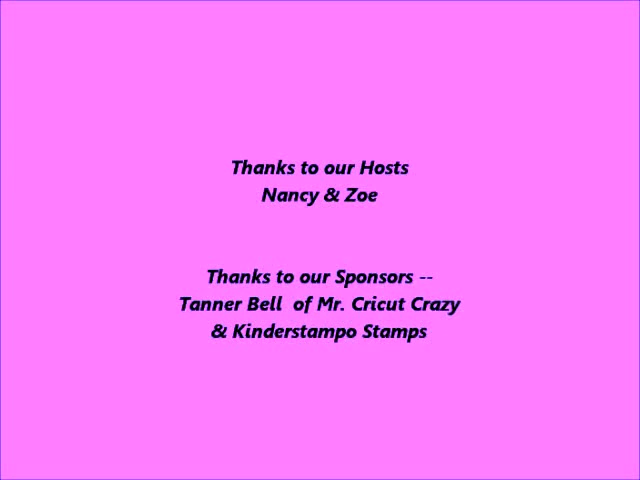 Thanks to our Hosts
Nancy & Zoe
Thanks to our Sponsors --
Tanner Bell  of Mr. Cricut Crazy
& Kinderstampo Stamps